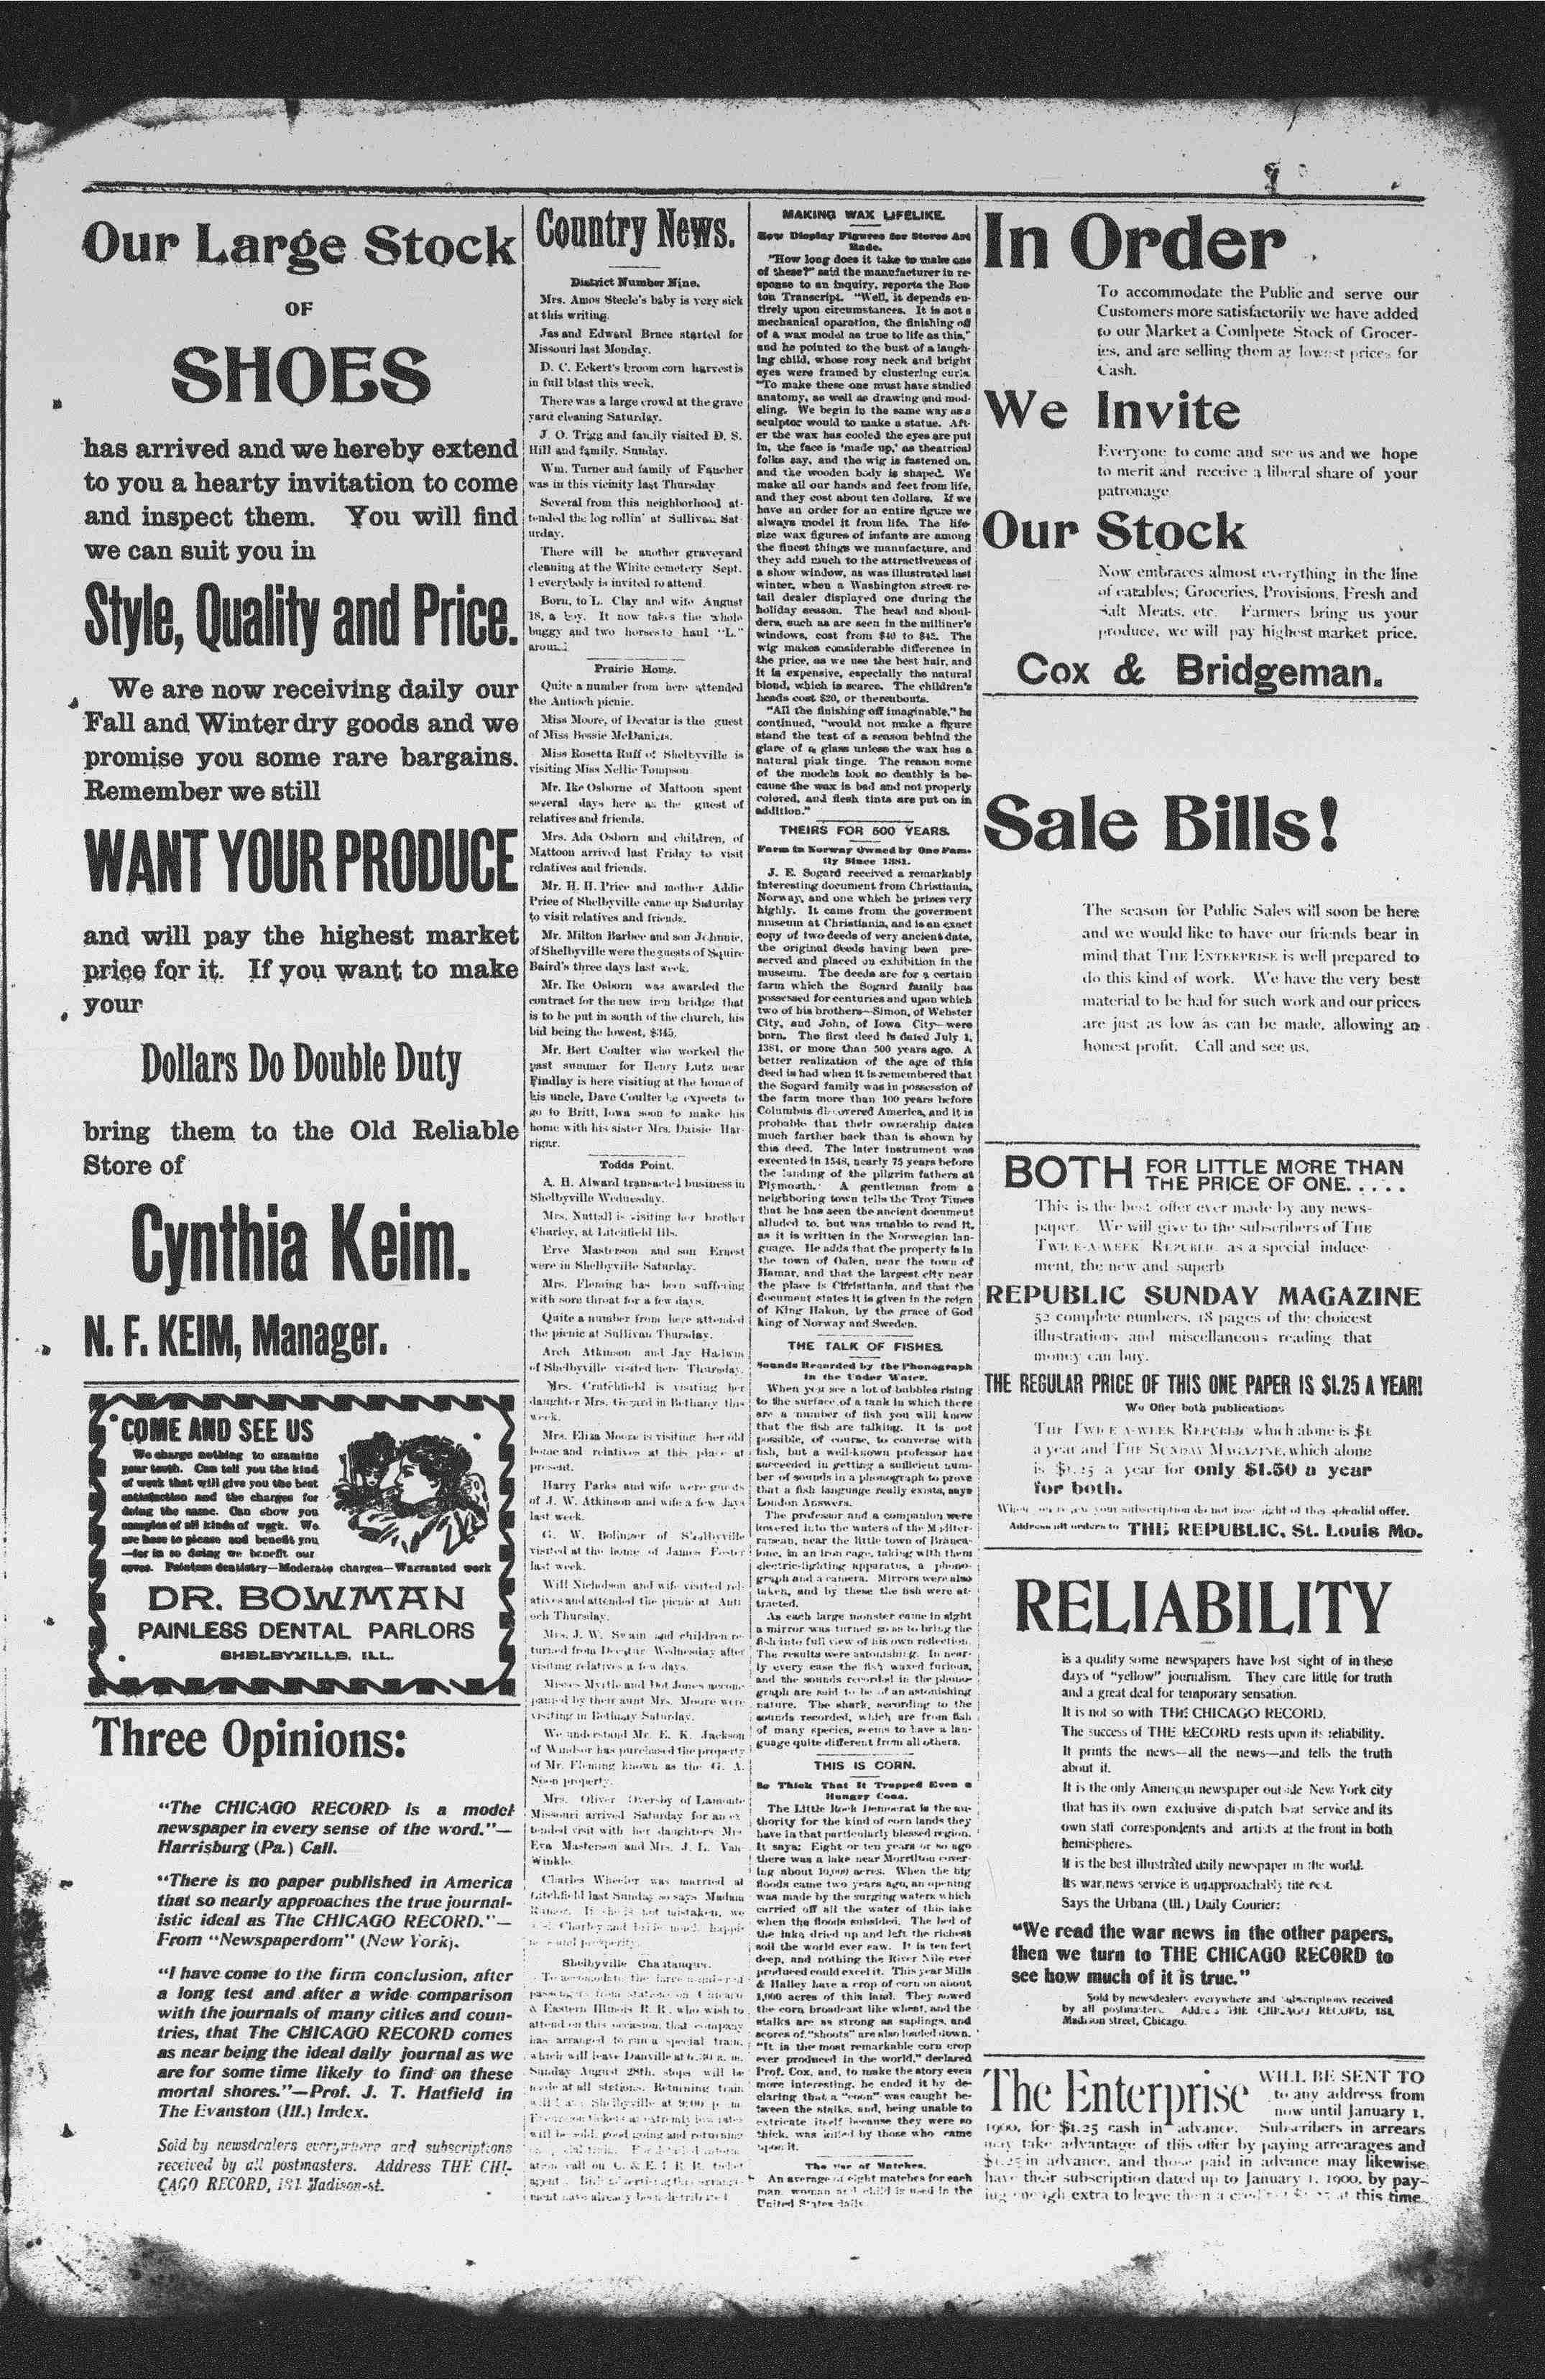 Our Large Stock
OF
SHOES
has arrived and we hereby extend
to you a hearty invitation to come
and inspect them. You will find
we can suit you in
Style, Quality and Price.
We are now receiving daily our
Fall and Winter dry goods and we
promise you some rare bargains.
Remember we still
WANT YOUR PRODUCE
and will pay the highest market
price for it. If you want to make
your
Dollars Do Double Duty
bring them to the Old Reliable
Store of
Cynthia Keim.
N. F. KEIM, Manager.
COME AND SEE US
We charge nothing to examine
your teeth. Can tell you the kind
of work that will give you the best
satisfaction and the charges for
doing the same. Can show you
samples of all kinds of work. We
are here to please and benefit you
—for in so doing we benefit our
selves. Painless dentistry—Moderate charges—Warranted work
DR. BOWMAN
PAINLESS DENTAL PARLORS
SHELBYVILLE, ILL.
Three Opinions:
"The CHICAGO RECORD is a model
newspaper in every sense of the word."—
Harrisburg (Pa.) Call.
"There is no paper published in America
that so nearly approaches the true journal-
istic ideal as The CHICAGO RECORD."—
From "Newspaperdom" (New York).
"I have come to the firm conclusion, after
a long test and after a wide comparison
with the journals of many cities and coun-
tries, that The CHICAGO RECORD comes
as near being the ideal daily journal as we
are for some time likely to find on these
mortal shores."—Prof. J. T. Hatfield in
The Evanston (Ill.) Index.
Sold by newsdealers everywhere and subscriptions
received by all postmasters. Address THE CHI-
CAGO RECORD, 181 Madison-st.
Country News.
District Number Nine.
Mrs. Amos Steele's baby is very sick
at this writing.
Jas and Edward Bruce started for
Missouri last Monday.
D. C. Eckert's broom corn harvest is
in full blast this week.
There was a large crowd at the grave
yard cleaning Saturday.
J. O. Trigg and family visited D. S.
Hill and family, Sunday.
Wm. Turner and family of Faucher
was in this vicinity last Thursday
Several from this neighborhood at-
tended the log rollin' at Sullivan Sat-
urday.
There will be another graveyard
cleaning at the White cemetery Sept.
1 everybody is invited to attend.
Born, to L. Clay and wife August
18, a boy. It now takes the whole
buggy and two horses to haul "L."
around.
Prairie Home.
Quite a number from here attended
the Antioch picnic.
Miss Moore, of Decatur is the guest
of Miss Bessie McDaniels.
Miss Rosetta Ruff of Shelbyville is
visiting Miss Nellie Tompson.
Mr. Ike Osborne of Mattoon spent
several days here as the guest of
relatives and friends.
Mrs. Ada Osborn and children, of
Mattoon arrived last Friday to visit
relatives and friends.
Mr. H. H. Price and mother Addie
Price of Shelbyville came up Saturday
to visit relatives and friends.
Mr. Milton Barbee and son Johnnie,
of Shelbyville were the guests of Squire
Baird's three days last week.
Mr. Ike Osborn was awarded the
contract for the new iron bridge that
is to be put in south of the church, his
bid being the lowest, $345.
Mr. Bert Coulter who worked the
past summer for Henry Lutz near
Findlay is here visiting at the home of
his uncle, Dave Coulter he expects to
go to Britt, Iowa soon to make his
home with his sister Mrs. Daisie Har-
riger.
Todds Point.
A. H. Alward transacted business in
Shelbyville Wednesday.
Mrs. Nuttall is visiting her brother
Charley, at Litchfield Ills.
Erve Masterson and son Ernest
were in Shelbyville Saturday.
Mrs. Fleming has been suffering
with sore throat for a few days.
Quite a number from here attended
the picnic at Sullivan Thursday.
Arch Atkinson and Jay
of Shelbyville visited here Thursday.
Mrs. Crutchfield is visiting her
daughter Mrs. in Bethany this
week.
Mrs. Eliza Moore is visiting her old
home and relatives at this place at
present.
Harry Parks and wife were guests
of J. W. Atkinson and wife a few days
last week.
G. W. Bolinger of Shelbyville
visited at the home of James Foster
last week.
Will Nicholson and wife visited rel-
atives and attended the picnic at Anti
och Thursday.
Mrs. J. W. Swain and children re-
turned from Decatur Wednesday after
visiting relatives a few days.
Misses Myrtle and Dot Jones accom-
panied by their aunt Mrs. Moore were
visiting in Bethany Saturday.
We understand Mr. E. K. Jackson
of Windsor has purchased the property
of Mr. Fleming known as the G. A.
property.
Mrs. Oliver Oversby of Lamonte
Missouri arrived Saturday for an ex
tended visit with her daughters Mrs
Eva Masterson and Mrs. J. L. Van-
Winkle.
Charles Wheeler was married at
Litchfield last Sunday so says Madam
Rumor. If she is not mistaken, we
Charley and bride much happi-
ness and prosperity.
Shelbyville Chautauqua.
To accomodate the large number of
passengers from stations on Chicago
& Eastern Illinois R. R. who wish to
attend on this occasion, that company
has arranged to run a special train,
which will leave Danville at 6:30 a. m.
Sunday August 28th, stops will be
made at all stations. Returning train
will leave Shelbyville at 9:00 p. m.
Excursion tickets at extremly low rates
will be sold, good going and returning
on special train. For
call on C. & E. I. R. R. ticket
agent.
ment have already been distributed
MAKING WAX LIFELIKE.
How Display Figures for Stores Are
Made.
"How long does it take to make one
of these?" said the manufacturer in re-
sponse to an inquiry, reports the Bos-
ton Transcript. "Well, it depends en-
tirely upon circumstances. It is not a
mechanical oparation, the finishing off
of a wax model as true to life as this,"
and he pointed to the bust of a laugh-
ing child, whose rosy neck and bright
eyes were framed by clustering curls.
"To make these one must have studied
anatomy, as well as drawing and mod-
eling. We begin in the same way as a
sculptor would to make a statue. Aft-
er the wax has cooled the eyes are put
in, the face is 'made up,' as theatrical
folks say, and the wig is fastened on,
and the wooden body is shaped. We
make all our hands and feet from life,
and they cost about ten dollars. If we
have an order for an entire figure we
always model it from life. The life-
size wax figures of infants are among
the finest things we manufacture, and
they add much to the attractiveness of
a show window, as was illustrated last
winter, when a Washington street re-
tail dealer displayed one during the
holiday season. The head and shoul-
ders, such as are seen in the milliner's
windows, cost from $40 to $45. The
wig makes considerable difference in
the price, as we use the best hair, and
it is expensive, especially the natural
blond, which is scarce. The children's
heads cost $20, or thereabouts.
"All the finishing off imaginable," he
continued, "would not make a figure
stand the test of a season behind the
glare of a glass unless the wax has a
natural pink tinge. The reason some
of the models look so deathly is be-
cause the wax is bad and not properly
colored, and flesh tints are put on in
addition."
THEIRS FOR 500 YEARS.
Farm in Norway Owned by One Fam-
ily Since 1381.
J. E. Sogard received a remarkably
interesting document from Christiania,
Norway, and one which he prizes very
highly. It came from the goverment
museum at Christiania, and is an exact
copy of two deeds of very ancient date,
the original deeds having been pre-
served and placed on exhibition in the
museum. The deeds are for a certain
farm which the Sogard family has
possessed for centuries and upon which
two of his brothers—Simon, of Webster
City, and John, of Iowa City—were
born. The first deed is dated July 1,
1381, or more than 500 years ago. A
better realization of the age of this
deed is had when it is remembered that
the Sogard family was in possession of
the farm more than 100 years before
Columbus discovered America, and it is
probable that their ownership dates
much farther back than is shown by
this deed. The later instrument was
executed in 1548, nearly 75 years before
the landing of the pilgrim fathers at
Plymouth. A gentleman from a
neighboring town tells the Troy Times
that he has seen the ancient document
alluded to, but was unable to read it,
as it is written in the Norwegian lan-
guage. He adds that the property is in
the town of Oalen, near the town of
Hamar, and that the largest city near
the place is Christiania, and that the
document states it is given in the reign
of King Hakon, by the grace of God
king of Norway and Sweden.
THE TALK OF FISHES.
Sounds Recorded by the Phonograph
in the Under Water.
When you see a lot of bubbles rising
to the surface of a tank in which there
are a number of fish you will know
that the fish are talking. It is not
possible, of course, to converse with
fish, but a well-known professor has
succeeded in getting a sufficient num-
ber of sounds in a phonograph to prove
that a fish language really exists, says
London Answers.
The professor and a companion were
lowered into the waters of the Mediter-
ranean, near the little town of Branca-
lone, in an iron cage, taking with them
electric-lighting apparatus, a phono-
graph and a camera. Mirrors were also
taken, and by these the fish were at-
tracted.
As each large monster came in sight
a mirror was turned so as to bring the
fish into full view of his own reflection.
The results were astonishing. In near-
ly every case the fish waxed furious,
and the sounds recorded in the phono-
graph are said to be of an astonishing
nature. The shark, according to the
sounds recorded, which are from fish
of many species, seems to have a lan-
guage quite different from all others.
THIS IS CORN.
So Thick That It Trapped Even a
Hungry Coon.
The Little Rock Democrat is the au-
thority for the kind of corn lands they
have in that particularly blessed region.
It says: Eight or ten years or so ago
there was a lake near Morrilton cover-
ing about 10,000 acres. When the big
floods came two years ago, an opening
was made by the surging waters which
carried off all the water of this lake
when the floods subsided. The bed of
the lake dried up and left the richest
soil the world ever saw. It is ten feet
deep, and nothing the River Nile ever
produced could excel it. This year Mills
& Halley have a crop of corn on about
1,000 acres of this land. They sowed
the corn broadcast like wheat, and the
stalks are as strong as saplings, and
scores of "shoots" are also loaded down.
"It is the most remarkable corn crop
ever produced in the world," declared
Prof. Cox, and, to make the story even
more interesting, he ended it by de-
claring that a "coon" was caught be-
tween the stalks, and, being unable to
extricate itself because they were so
thick, was killed by those who came
upon it.
The Use of Matches.
An average of eight matches for each
man, woman and child is used in the
United States daily.
In Order
To accommodate the Public and serve our
Customers more satisfactorily we have added
to our Market a Comlpete Stock of Grocer-
ies, and are selling them at lowest prices for
Cash.
We Invite
Everyone to come and see us and we hope
to merit and receive a liberal share of your
patronage
Our Stock
Now embraces almost everything in the line
of eatables; Groceries, Provisions, Fresh and
Salt Meats, etc. Farmers bring us your
produce, we will pay highest market price.
Cox & Bridgeman.
Sale Bills!
The season for Public Sales will soon be here
and we would like to have our friends bear in
mind that THE ENTERPRISE is well prepared to
do this kind of work. We have the very best
material to be had for such work and our prices
are just as low as can be made, allowing an
honest profit. Call and see us.
BOTH FOR LITTLE MORE THAN
THE PRICE OF ONE.....
This is the best offer ever made by any news-
paper. We will give to the subscribers of THE
TWICE-A-WEEK REPUBLIC, as a special induce-
ment, the new and superb
REPUBLIC SUNDAY MAGAZINE
52 complete numbers, 18 pages of the choicest
illustrations and miscellaneous reading that
money can buy.
THE REGULAR PRICE OF THIS ONE PAPER IS $1.25 A YEAR!
We Offer both publications
THE TWICE A-WEEK REPUBLIC which alone is $1
a year and THE SUNDAY MAGAZINE, which alone
is $1.25 a year for only $1.50 a year
for both.
When you renew your subscription do not lose sight of this splendid offer.
Address all orders to THE REPUBLIC, St. Louis Mo.
RELIABILITY
is a quality some newspapers have lost sight of in these
days of "yellow" journalism. They care little for truth
and a great deal for temporary sensation.
It is not so with THE CHICAGO RECORD.
The success of THE RECORD rests upon its reliability.
It prints the news—all the news—and tells the truth
about it.
It is the only American newspaper outside New York city
that has its own exclusive dispatch boat service and its
own staff correspondents and artists at the front in both
hemispheres.
It is the best illustrated daily newspaper in the world.
Its war news service is unapproachably the best.
Says the Urbana (Ill.) Daily Courier:
"We read the war news in the other papers,
then we turn to THE CHICAGO RECORD to
see how much of it is true."
Sold by newsdealers everywhere and subscriptions received
by all postmasters. Address THE CHICAGO RECORD, 181
Madison street, Chicago.
The Enterprise WILL BE SENT TO
to any address from
now until January 1,
1900, for $1.25 cash in advance. Subscribers in arrears
may take advantage of this offer by paying arrearages and
$1.25 in advance, and those paid in advance may likewise
have their subscription dated up to January 1, 1900, by pay-
ing enough extra to leave them a credit of $1.25 at this time.